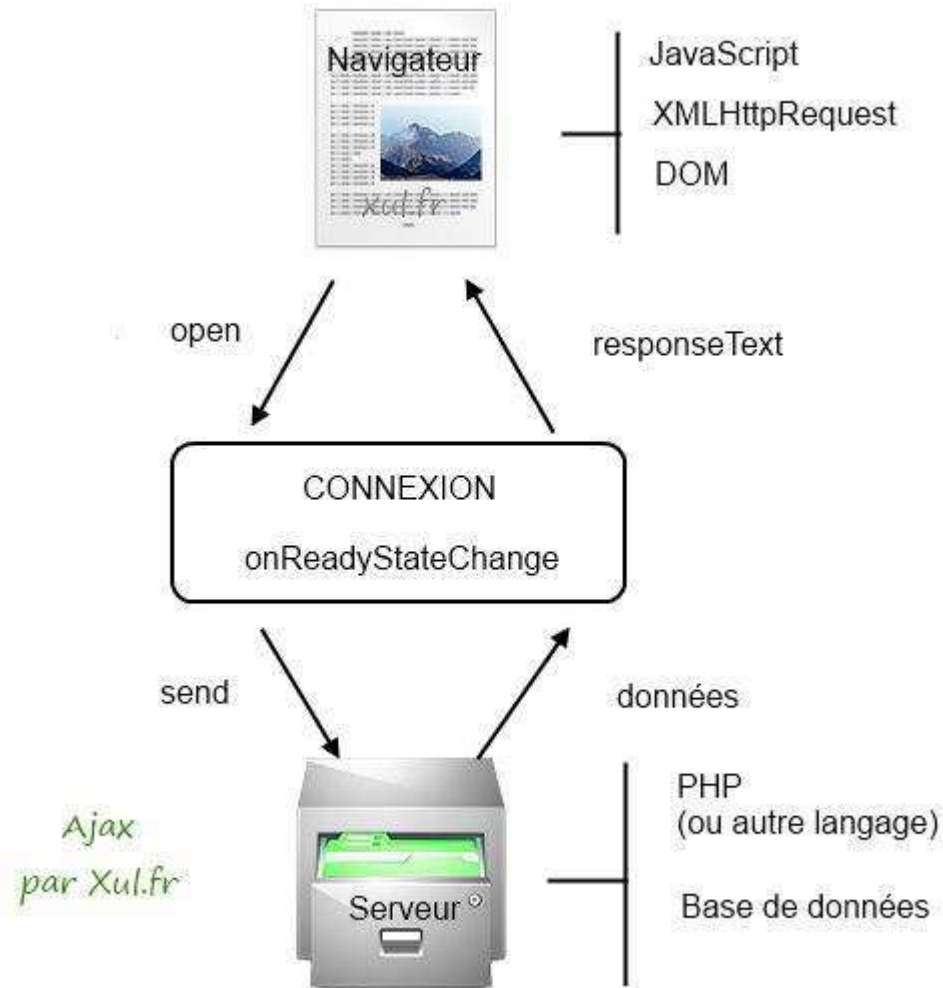 Navigateur
xul.fr
JavaScript
XMLHttpRequest
DOM
open
responseText
CONNEXION
onReadyStateChange
send
données
Ajax
par Xul.fr
Serveur
PHP
(ou autre langage)
Base de données